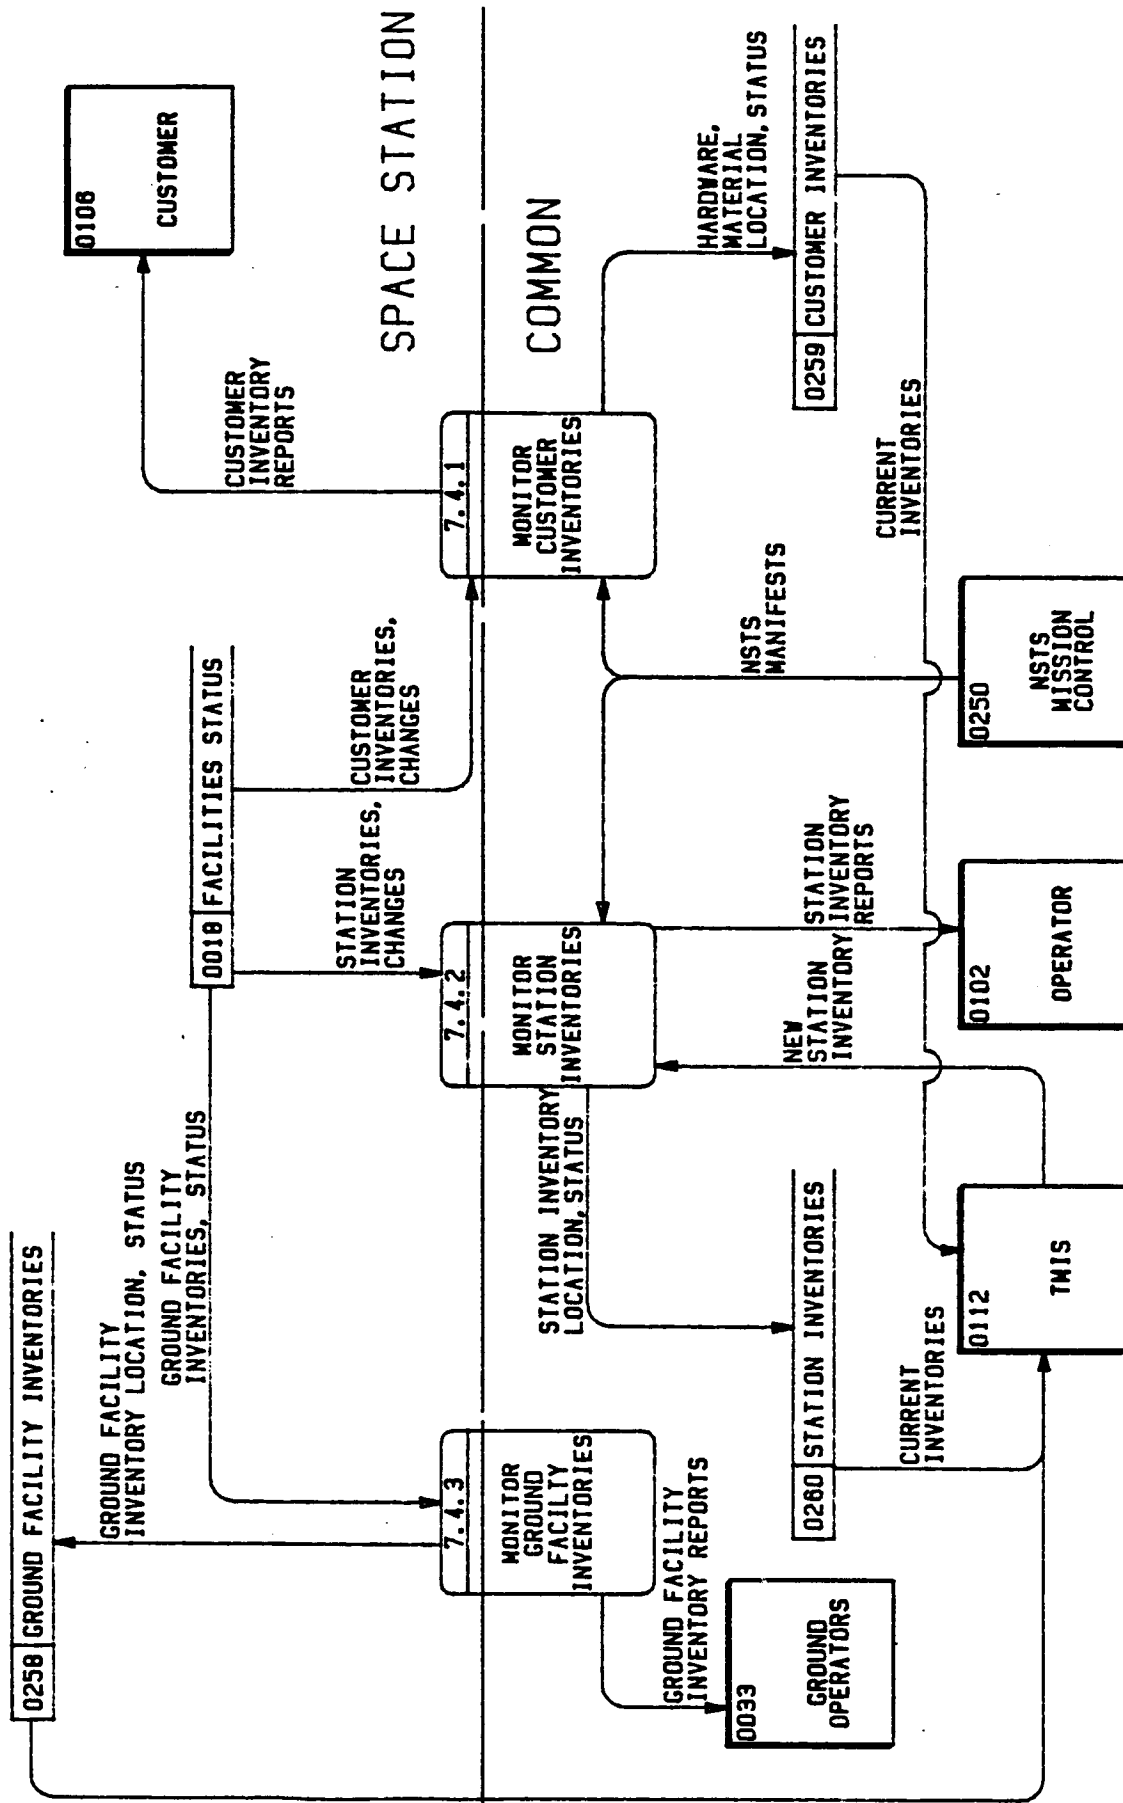 0258 GROUND FACILITY INVENTORIES
GROUND FACILITY
INVENTORY LOCATION, STATUS
GROUND FACILITY
INVENTORIES, STATUS
0018 FACILITIES STATUS
STATION
INVENTORIES,
CHANGES
CUSTOMER
INVENTORIES,
CHANGES
CUSTOMER
INVENTORY
REPORTS
0106
CUSTOMER
SPACE STATION
7.4.3
MONITOR
GROUND
FACILTY
INVENTORIES
7.4.2
MONITOR
STATION
INVENTORIES
7.4.1
MONITOR
CUSTOMER
INVENTORIES
COMMON
GROUND FACILITY
INVENTORY REPORTS
0033
GROUND
OPERATORS
STATION INVENTORY
LOCATION, STATUS
0260 STATION INVENTORIES
CURRENT
INVENTORIES
NEW
STATION
INVENTORY
STATION
INVENTORY
REPORTS
NSTS
MANIFESTS
HARDWARE,
MATERIAL
LOCATION, STATUS
0259 CUSTOMER INVENTORIES
CURRENT
INVENTORIES
0112
TMIS
0102
OPERATOR
0250
NSTS
MISSION
CONTROL